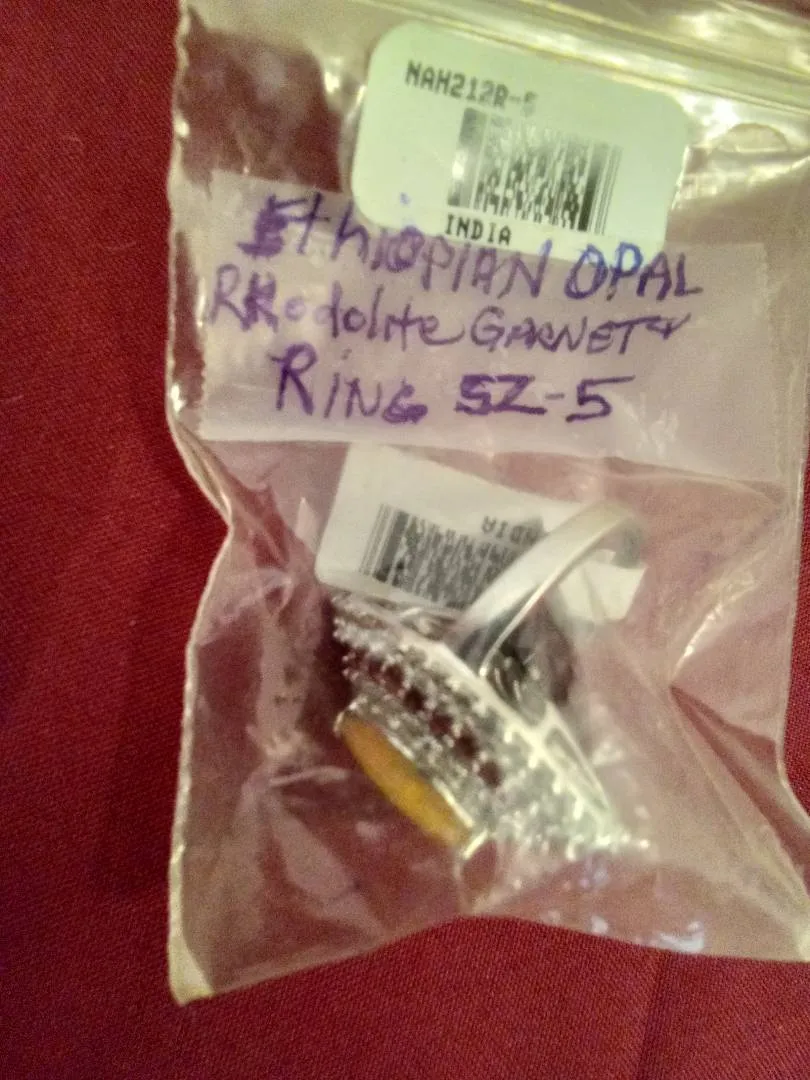 NAH212R-5
INDIA
Ethiopian OPAL
RHodolite GARNET
RiNG SZ-5